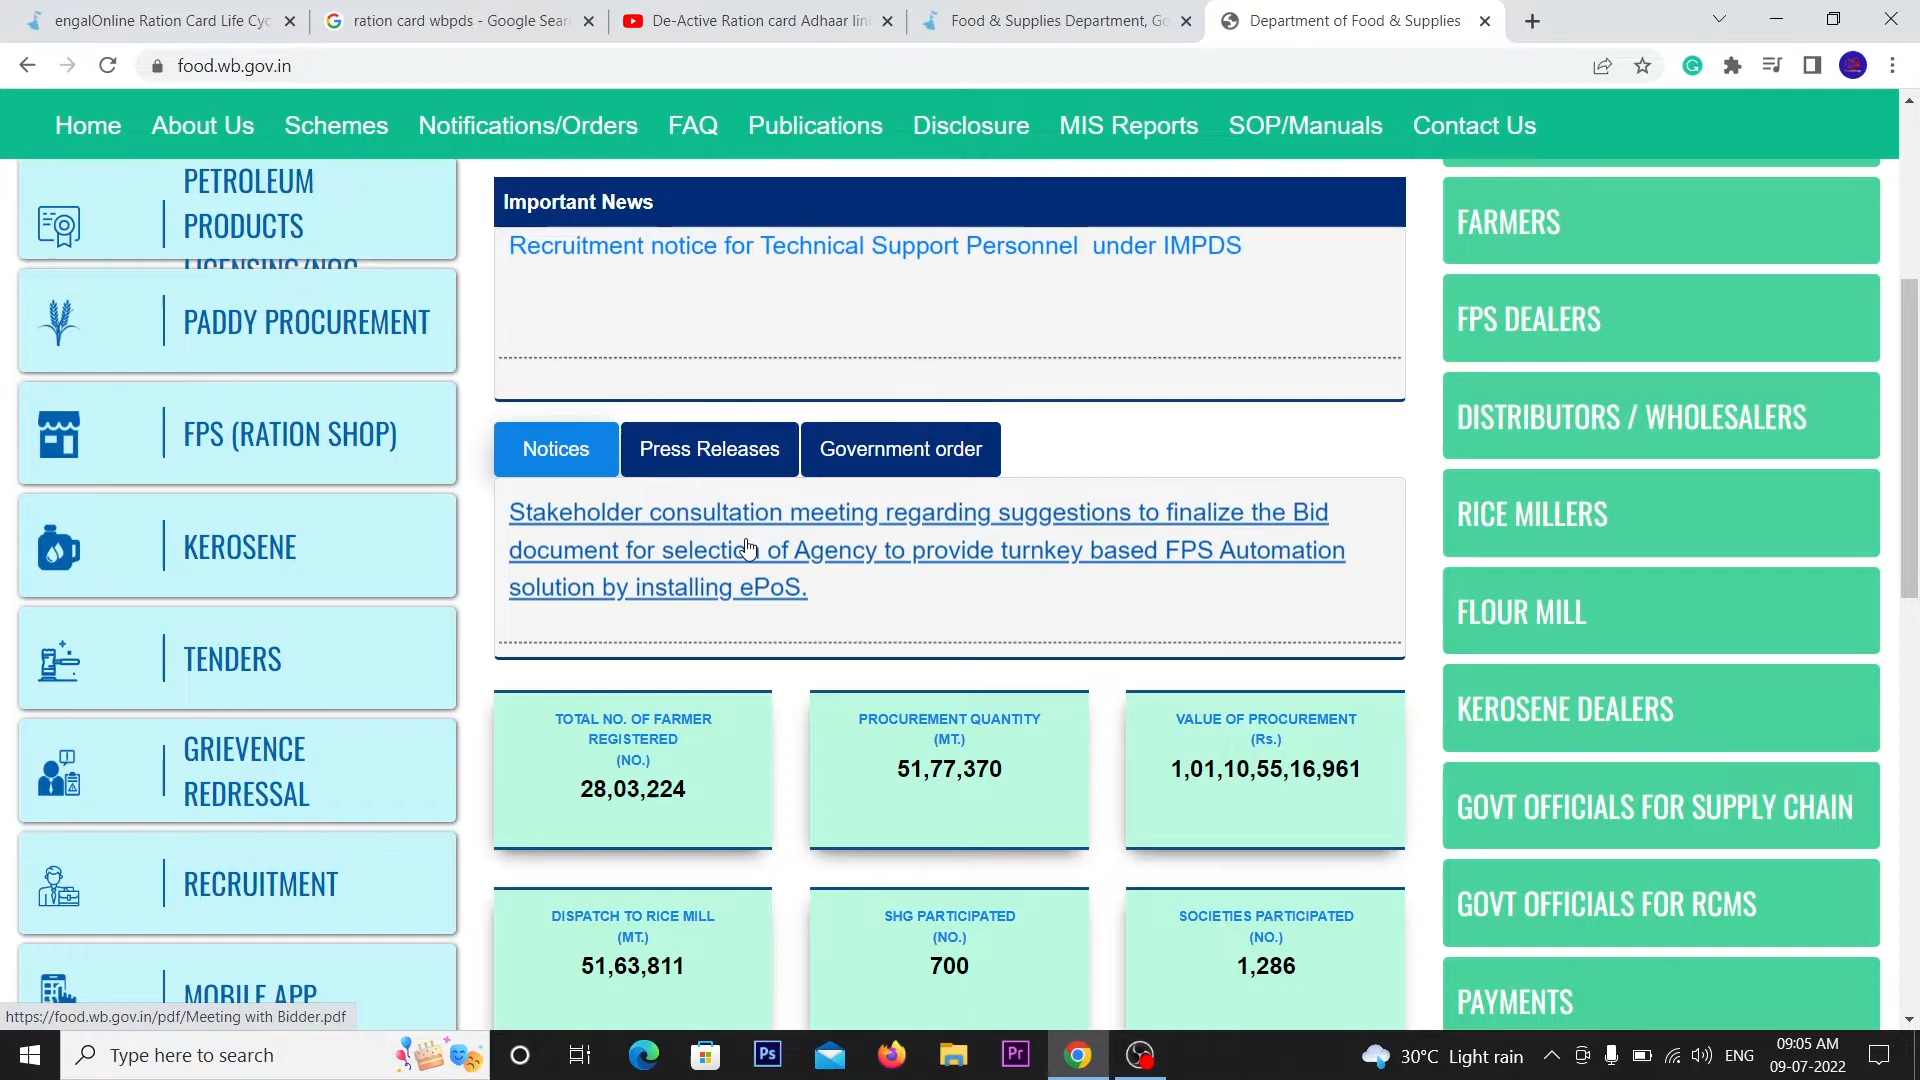 engalOnline Ration Card Life Cyc
ration card wbpds - Google Sear
De-Active Ration card Adhaar lin
Food & Supplies Department, Go
Department of Food & Supplies
food.wb.gov.in
Home About Us Schemes Notifications/Orders FAQ Publications Disclosure MIS Reports SOP/Manuals Contact Us
PETROLEUM
PRODUCTS
LICENSING/NOC
PADDY PROCUREMENT
FPS (RATION SHOP)
KEROSENE
TENDERS
GRIEVENCE
REDRESSAL
RECRUITMENT
MOBILE APP
https://food.wb.gov.in/pdf/Meeting with Bidder.pdf
Important News
Recruitment notice for Technical Support Personnel under IMPDS
Notices Press Releases Government order
Stakeholder consultation meeting regarding suggestions to finalize the Bid
document for selection of Agency to provide turnkey based FPS Automation
solution by installing ePoS.
TOTAL NO. OF FARMER
REGISTERED
(NO.)
28,03,224
PROCUREMENT QUANTITY
(MT.)
51,77,370
VALUE OF PROCUREMENT
(Rs.)
1,01,10,55,16,961
DISPATCH TO RICE MILL
(MT.)
51,63,811
SHG PARTICIPATED
(NO.)
700
SOCIETIES PARTICIPATED
(NO.)
1,286
FARMERS
FPS DEALERS
DISTRIBUTORS / WHOLESALERS
RICE MILLERS
FLOUR MILL
KEROSENE DEALERS
GOVT OFFICIALS FOR SUPPLY CHAIN
GOVT OFFICIALS FOR RCMS
PAYMENTS
Type here to search
Ps
Pr
30°C Light rain
ENG
09:05 AM
09-07-2022